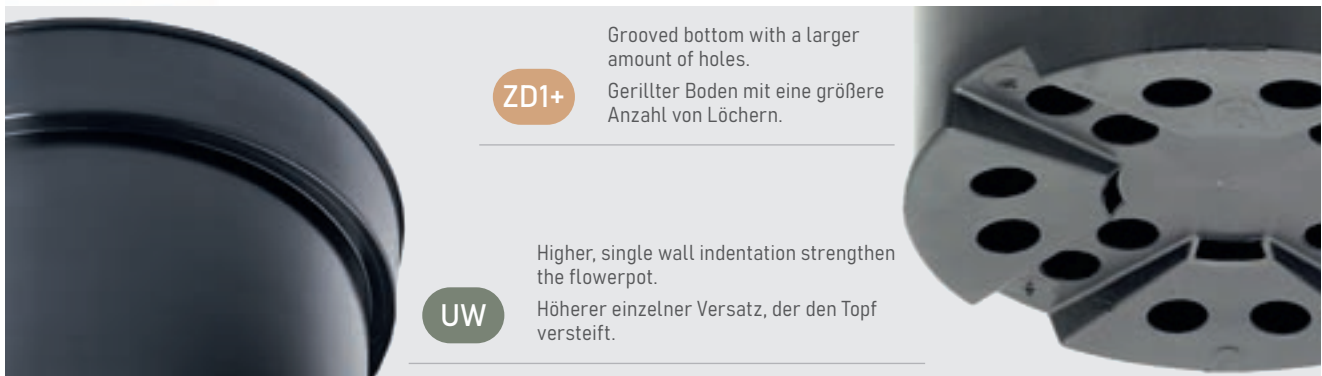 ZD1+
Grooved bottom with a larger
amount of holes.
Gerillter Boden mit eine größere
Anzahl von Löchern.
UW
Higher, single wall indentation strengthen
the flowerpot.
Höherer einzelner Versatz, der den Topf
versteift.